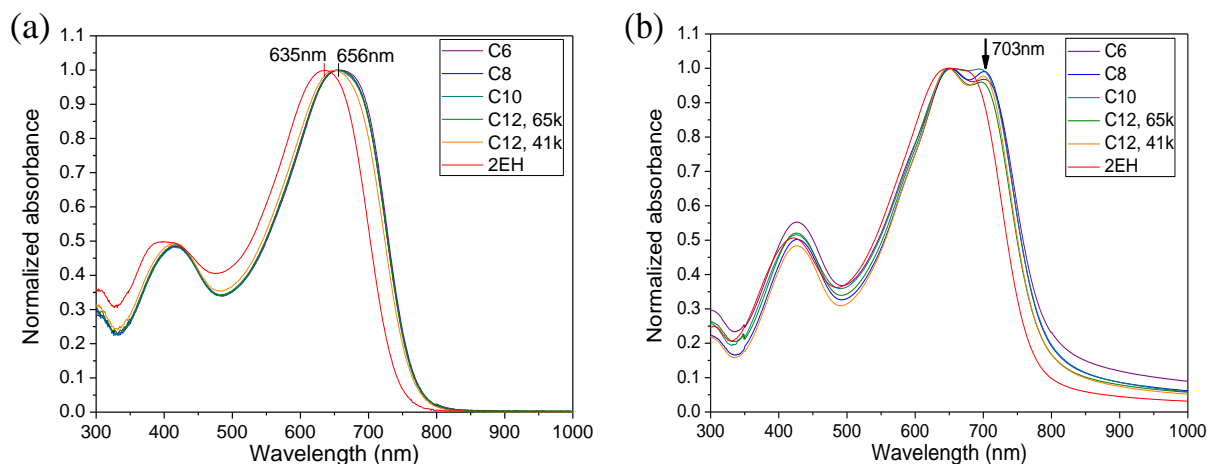 (a)
635nm 656nm
C6
C8
C10
C12, 65k
C12, 41k
2EH
Normalized absorbance
1.1
1.0
0.9
0.8
0.7
0.6
0.5
0.4
0.3
0.2
0.1
0.0
300 400 500 600 700 800 900 1000
Wavelength (nm)
(b)
703nm
C6
C8
C10
C12, 65k
C12, 41k
2EH
Normalized absorbance
1.1
1.0
0.9
0.8
0.7
0.6
0.5
0.4
0.3
0.2
0.1
0.0
300 400 500 600 700 800 900 1000
Wavelength (nm)